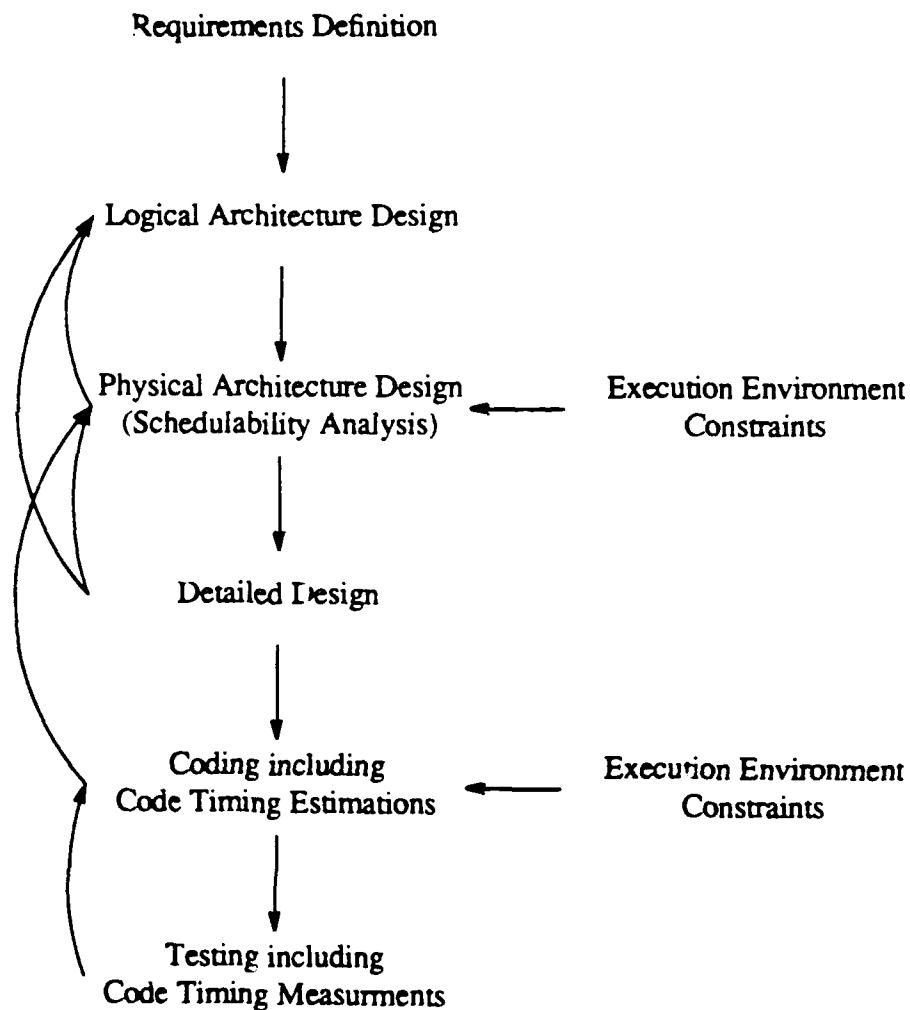 Requirements Definition
Logical Architecture Design
Physical Architecture Design
(Schedulability Analysis)
Execution Environment
Constraints
Detailed Design
Coding including
Code Timing Estimations
Execution Environment
Constraints
Testing including
Code Timing Measurments